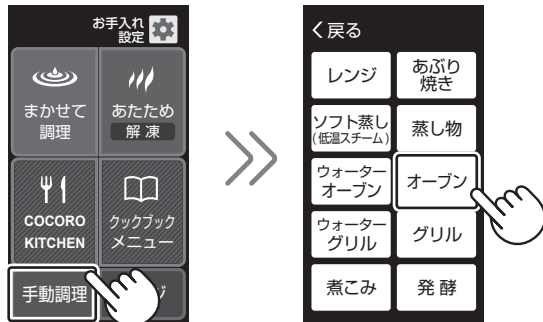 お手入れ
設定
まかせて
調理
あたため
解凍
COCORO
KITCHEN
クックブック
メニュー
手動調理
く戻る
レンジ
あぶり
焼き
ソフト蒸し
(低温スチーム)
蒸し物
ウォーター
オーブン
オーブン
ウォーター
グリル
グリル
煮こみ
発酵